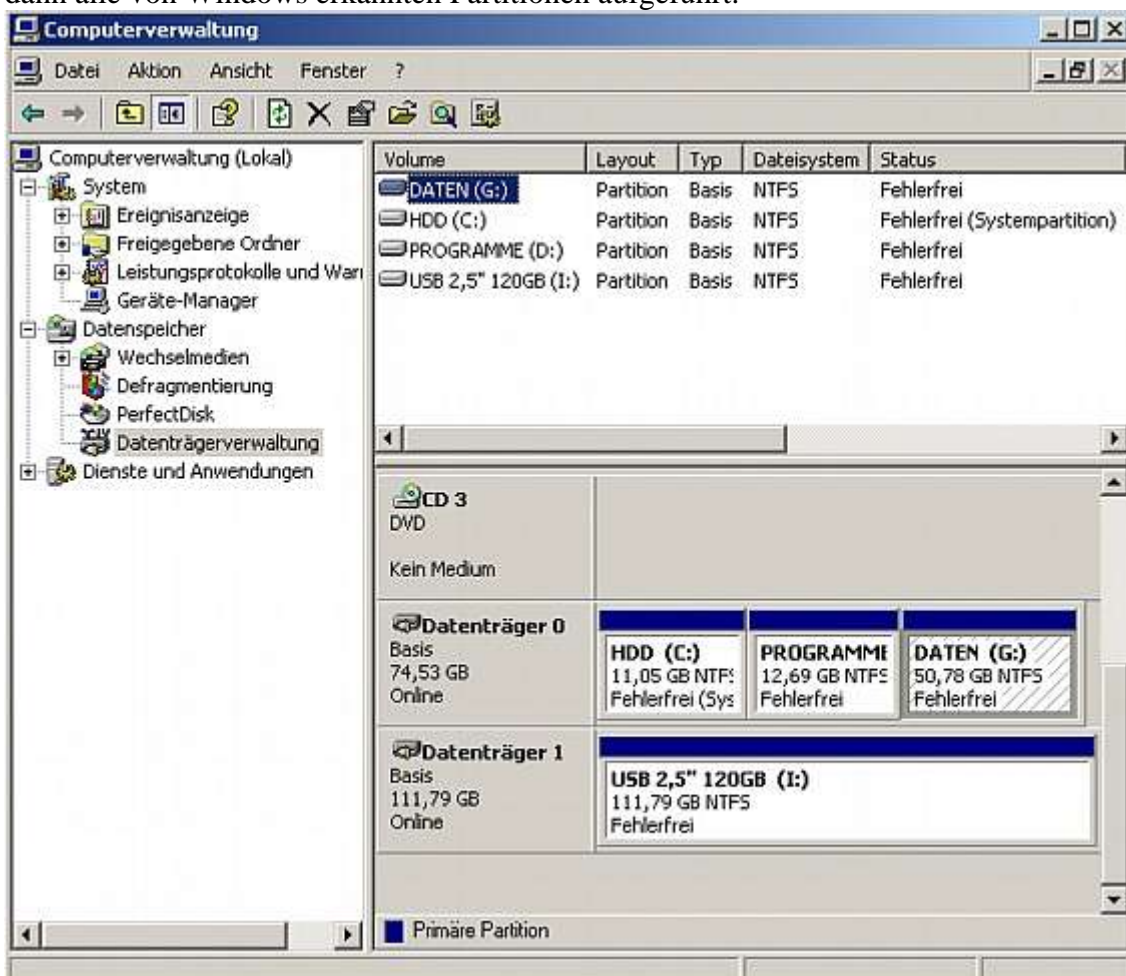 dann alle von Windows erkannten Partitionen aufgeführt.
Computerverwaltung
Datei Aktion Ansicht Fenster ?
Computerverwaltung (Lokal)
System
Ereignisanzeige
Freigegebene Ordner
Leistungsprotokolle und Warn
Geräte-Manager
Datenspeicher
Wechselmedien
Defragmentierung
PerfectDisk
Datenträgerverwaltung
Dienste und Anwendungen
Volume Layout Typ Dateisystem Status
DATEN (G:) Partition Basis NTFS Fehlerfrei
HDD (C:) Partition Basis NTFS Fehlerfrei (Systempartition)
PROGRAMME (D:) Partition Basis NTFS Fehlerfrei
USB 2,5" 120GB (I:) Partition Basis NTFS Fehlerfrei
CD 3
DVD
Kein Medium
Datenträger 0
Basis
74,53 GB
Online
HDD (C:)
11,05 GB NTFS
Fehlerfrei (Sys
PROGRAMME
12,69 GB NTFS
Fehlerfrei
DATEN (G:)
50,78 GB NTFS
Fehlerfrei
Datenträger 1
Basis
111,79 GB
Online
USB 2,5" 120GB (I:)
111,79 GB NTFS
Fehlerfrei
Primäre Partition